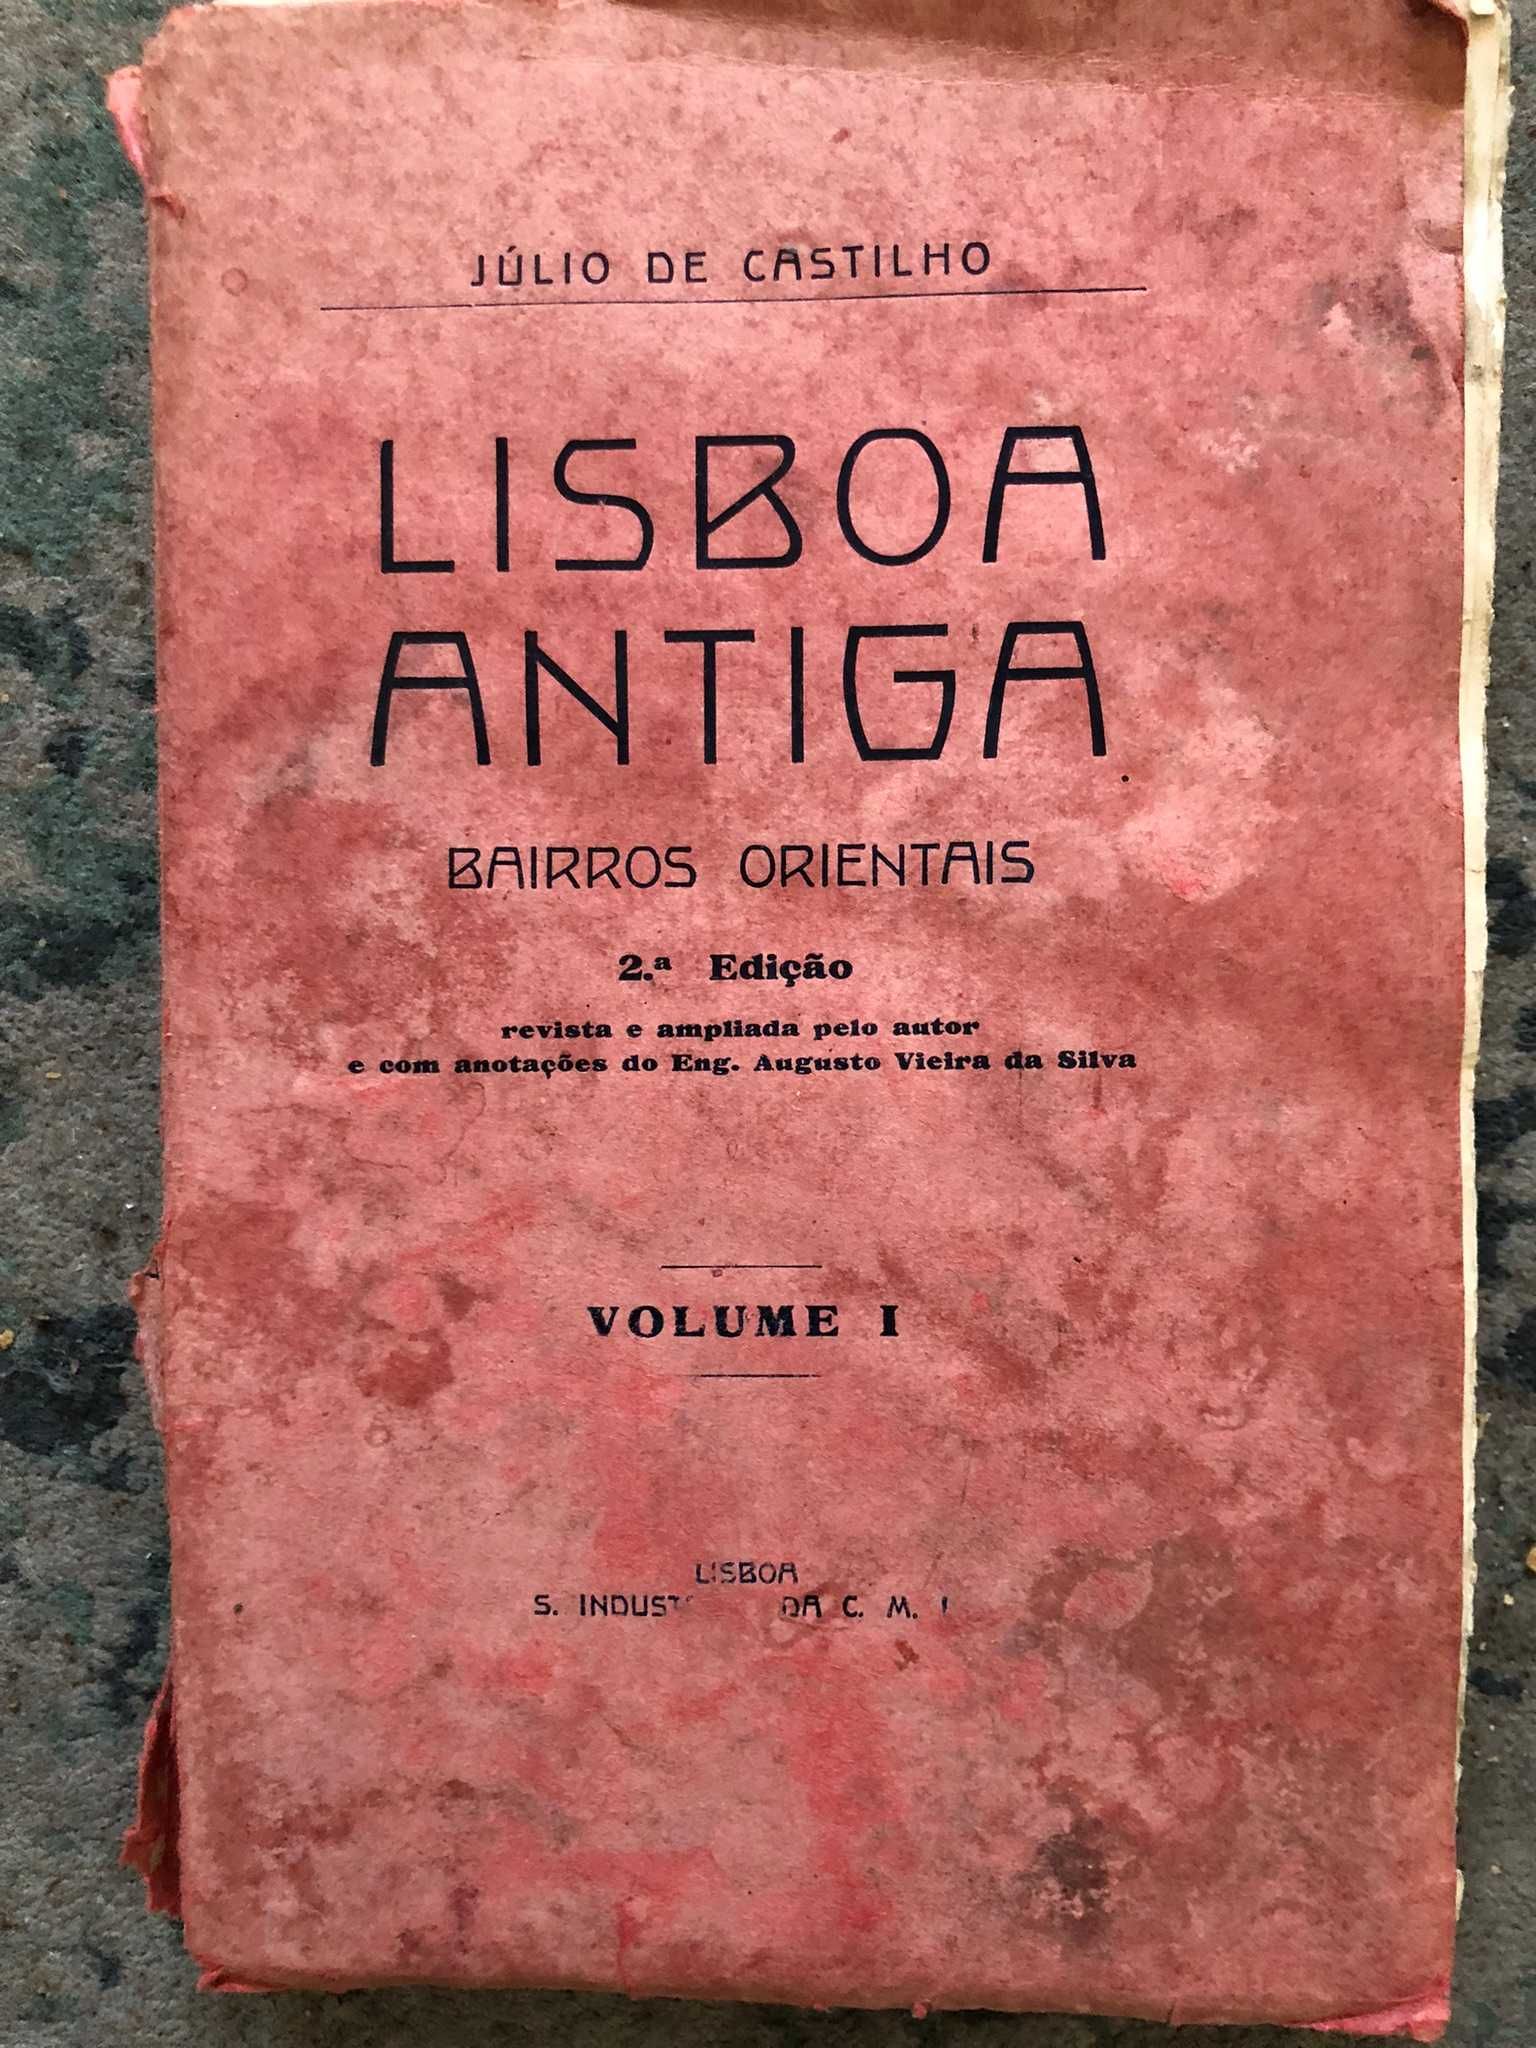 JÚLIO DE CASTILHO
LISBOA
ANTIGA
BAIRROS ORIENTAIS
2.ª Edição
revista e ampliada pelo autor
e com anotações do Eng. Augusto Vieira da Silva
VOLUME I
LISBOA
S. DA C. M.